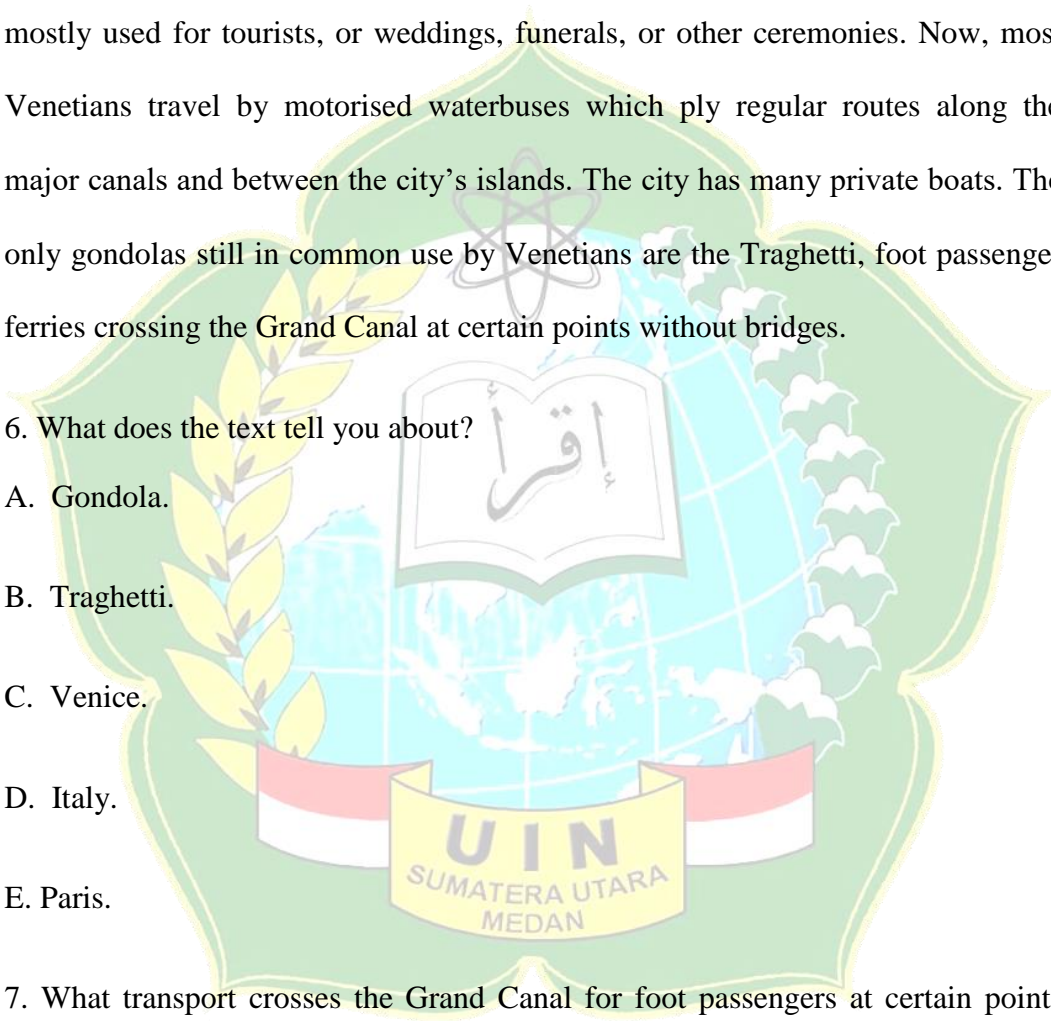 mostly used for tourists, or weddings, funerals, or other ceremonies. Now, mos
Venetians travel by motorised waterbuses which ply regular routes along the
major canals and between the city’s islands. The city has many private boats. The
only gondolas still in common use by Venetians are the Traghetti, foot passenge
ferries crossing the Grand Canal at certain points without bridges.
6. What does the text tell you about?
A. Gondola.
إقرأ
B. Traghetti.
C. Venice.
D. Italy.
E. Paris.
UIN
SUMATERA UTARA
MEDAN
7. What transport crosses the Grand Canal for foot passengers at certain point